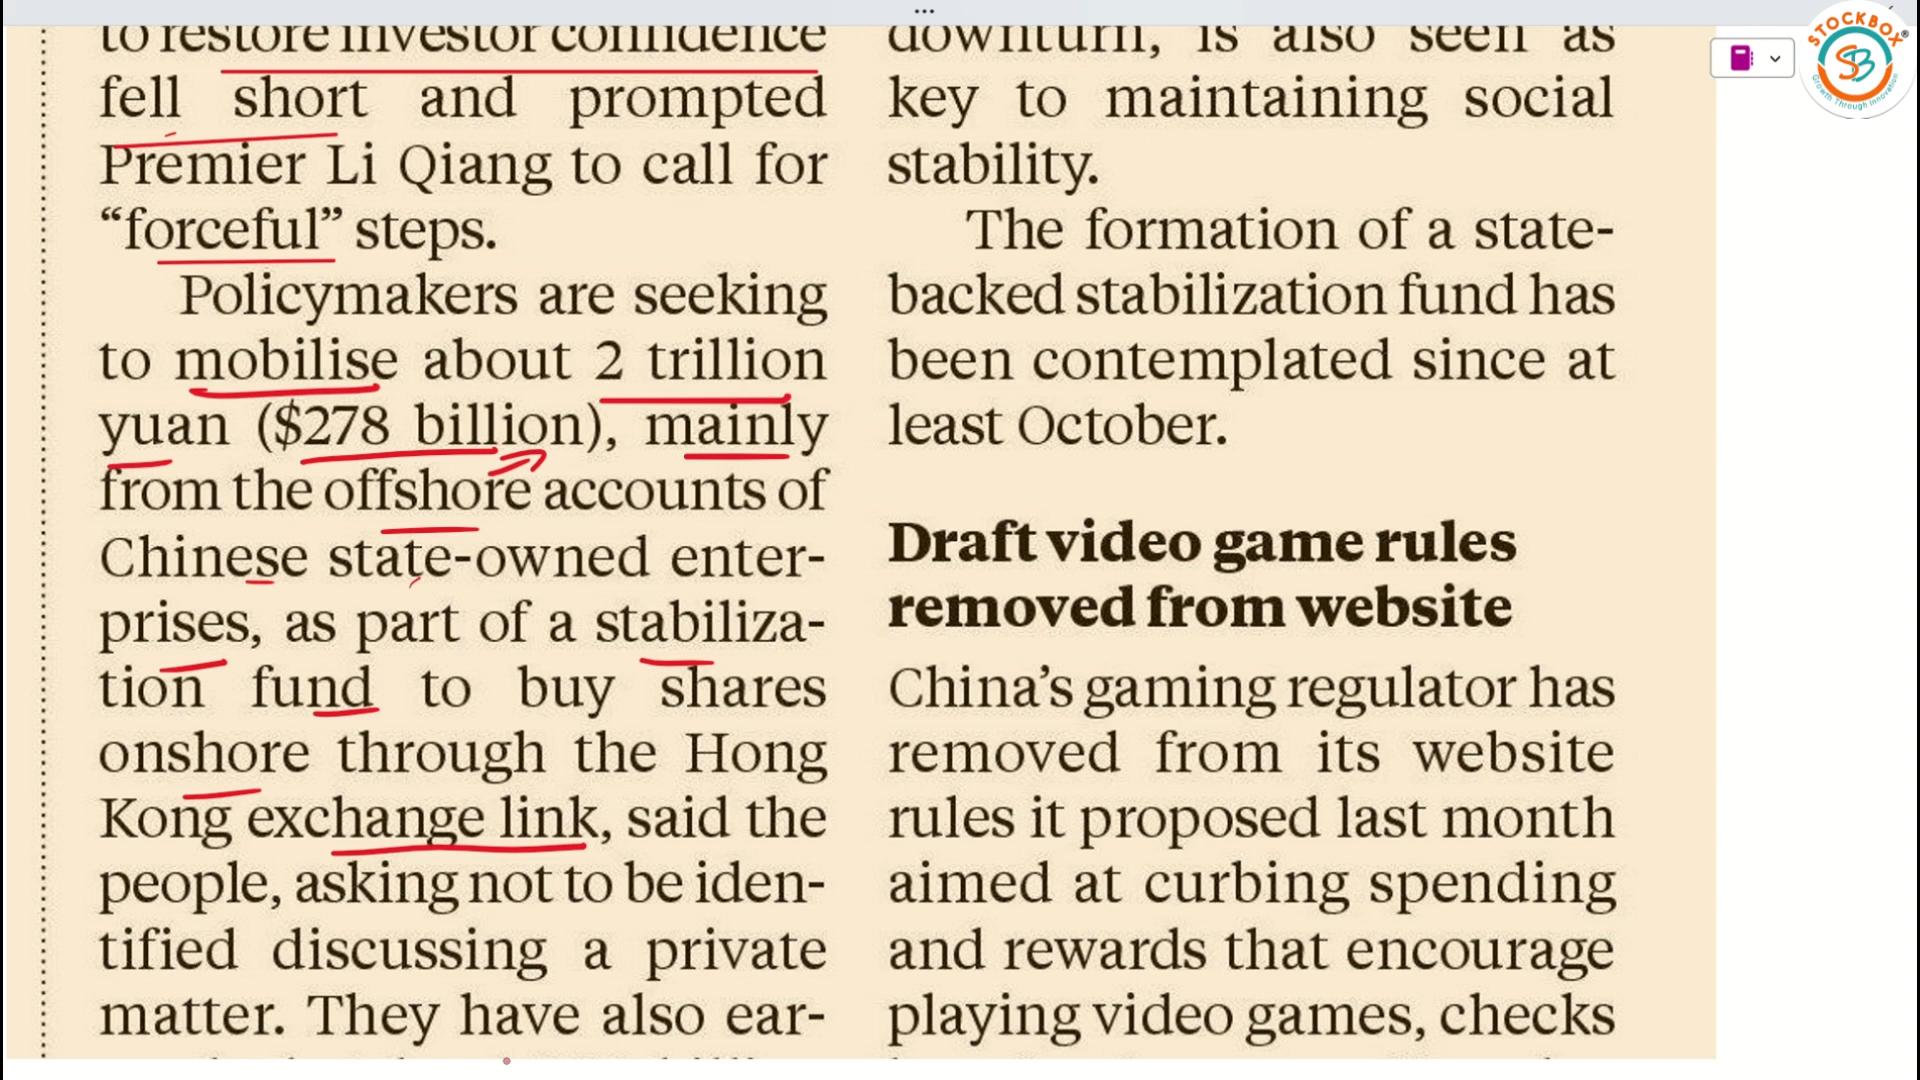 to restore investor confidence
fell short and prompted
Premier Li Qiang to call for
“forceful” steps.
Policymakers are seeking
to mobilise about 2 trillion
yuan ($278 billion), mainly
from the offshore accounts of
Chinese state-owned enter-
prises, as part of a stabiliza-
tion fund to buy shares
onshore through the Hong
Kong exchange link, said the
people, asking not to be iden-
tified discussing a private
matter. They have also ear-
downturn, is also seen as
key to maintaining social
stability.
The formation of a state-
backed stabilization fund has
been contemplated since at
least October.
Draft video game rules
removed from website
China’s gaming regulator has
removed from its website
rules it proposed last month
aimed at curbing spending
and rewards that encourage
playing video games, checks
STOCKBOX®
SB
Growth Through Innovation